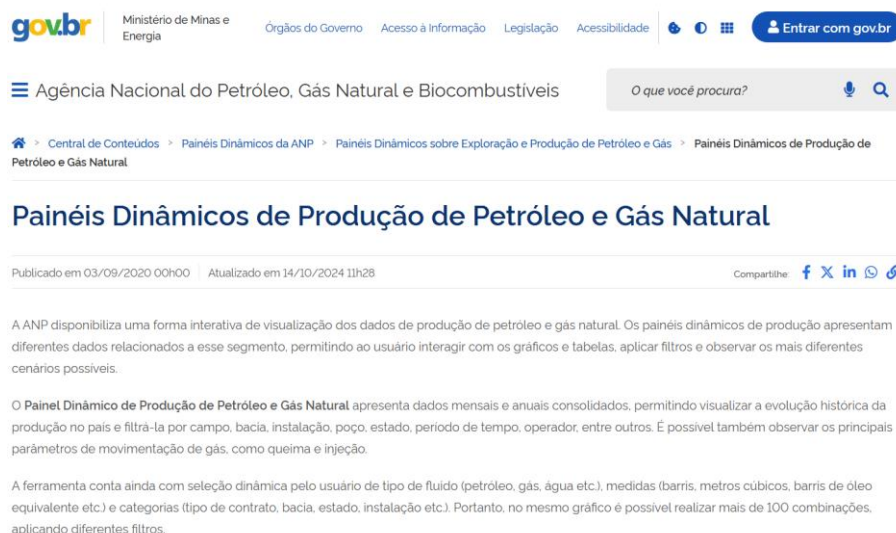 gov.br
Ministério de Minas e
Energia
Órgãos do Governo Acesso à Informação Legislação Acessibilidade
Entrar com gov.br
Agência Nacional do Petróleo, Gás Natural e Biocombustíveis
O que você procura?
> Central de Conteúdos > Painéis Dinâmicos da ANP > Painéis Dinâmicos sobre Exploração e Produção de Petróleo e Gás > Painéis Dinâmicos de Produção de
Petróleo e Gás Natural
Painéis Dinâmicos de Produção de Petróleo e Gás Natural
Publicado em 03/09/2020 00h00 Atualizado em 14/10/2024 11h28
Compartilhe:
A ANP disponibiliza uma forma interativa de visualização dos dados de produção de petróleo e gás natural. Os painéis dinâmicos de produção apresentam
diferentes dados relacionados a esse segmento, permitindo ao usuário interagir com os gráficos e tabelas, aplicar filtros e observar os mais diferentes
cenários possíveis.
O Painel Dinâmico de Produção de Petróleo e Gás Natural apresenta dados mensais e anuais consolidados, permitindo visualizar a evolução histórica da
produção no país e filtrá-la por campo, bacia, instalação, poço, estado, período de tempo, operador, entre outros. É possível também observar os principais
parâmetros de movimentação de gás, como queima e injeção.
A ferramenta conta ainda com seleção dinâmica pelo usuário de tipo de fluido (petróleo, gás, água etc.), medidas (barris, metros cúbicos, barris de óleo
equivalente etc.) e categorias (tipo de contrato, bacia, estado, instalação etc.). Portanto, no mesmo gráfico é possível realizar mais de 100 combinações,
aplicando diferentes filtros.